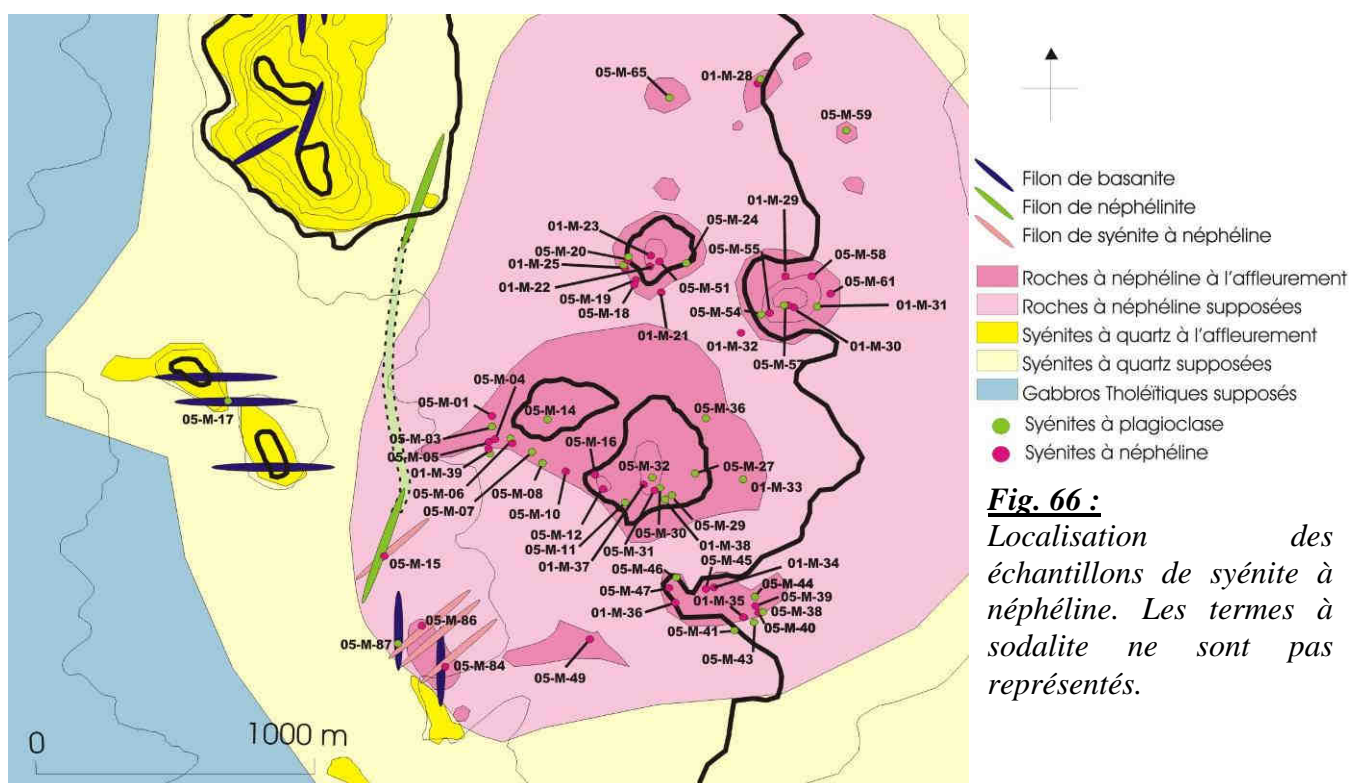 05-M-65
01-M-28
05-M-59
01-M-29
01-M-23
05-M-24
05-M-20
05-M-55
05-M-58
01-M-25
05-M-61
01-M-22
05-M-51
05-M-19
01-M-31
05-M-18
05-M-54
01-M-21
01-M-32
01-M-30
05-M-57
05-M-04
05-M-01
05-M-14
05-M-36
05-M-17
05-M-03
05-M-16
05-M-05
05-M-32
05-M-27
01-M-39
01-M-33
05-M-06
05-M-08
05-M-07
05-M-10
05-M-29
05-M-12
05-M-30
05-M-11
01-M-38
05-M-31
01-M-37
05-M-45
05-M-46
01-M-34
05-M-15
05-M-44
05-M-47
05-M-39
01-M-35
01-M-36
05-M-38
05-M-86
05-M-40
05-M-41
05-M-87
05-M-43
05-M-84
05-M-49
0 1000 m
Filon de basanite
Filon de néphélinite
Filon de syénite à néphéline
Roches à néphéline à l'affleurement
Roches à néphéline supposées
Syénites à quartz à l'affleurement
Syénites à quartz supposées
Gabbros Tholéïtiques supposés
Syénites à plagioclase
Syénites à néphéline
Fig. 66 :
Localisation des
échantillons de syénite à
néphéline. Les termes à
sodalite ne sont pas
représentés.